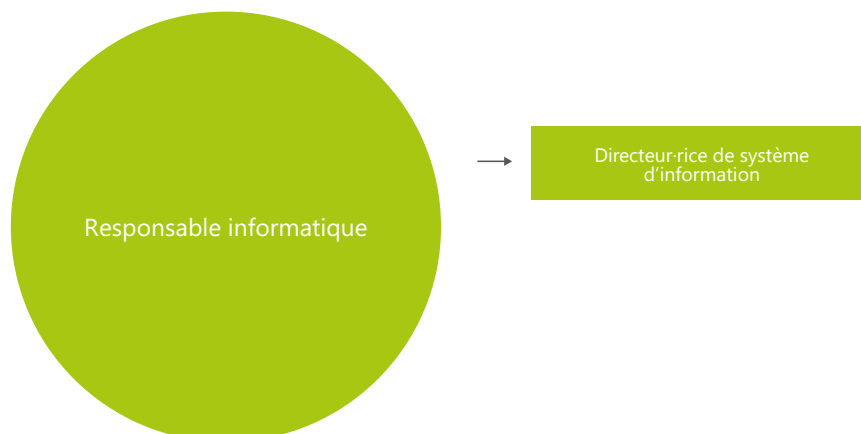 Responsable informatique
Directeur·rice de système
d’information